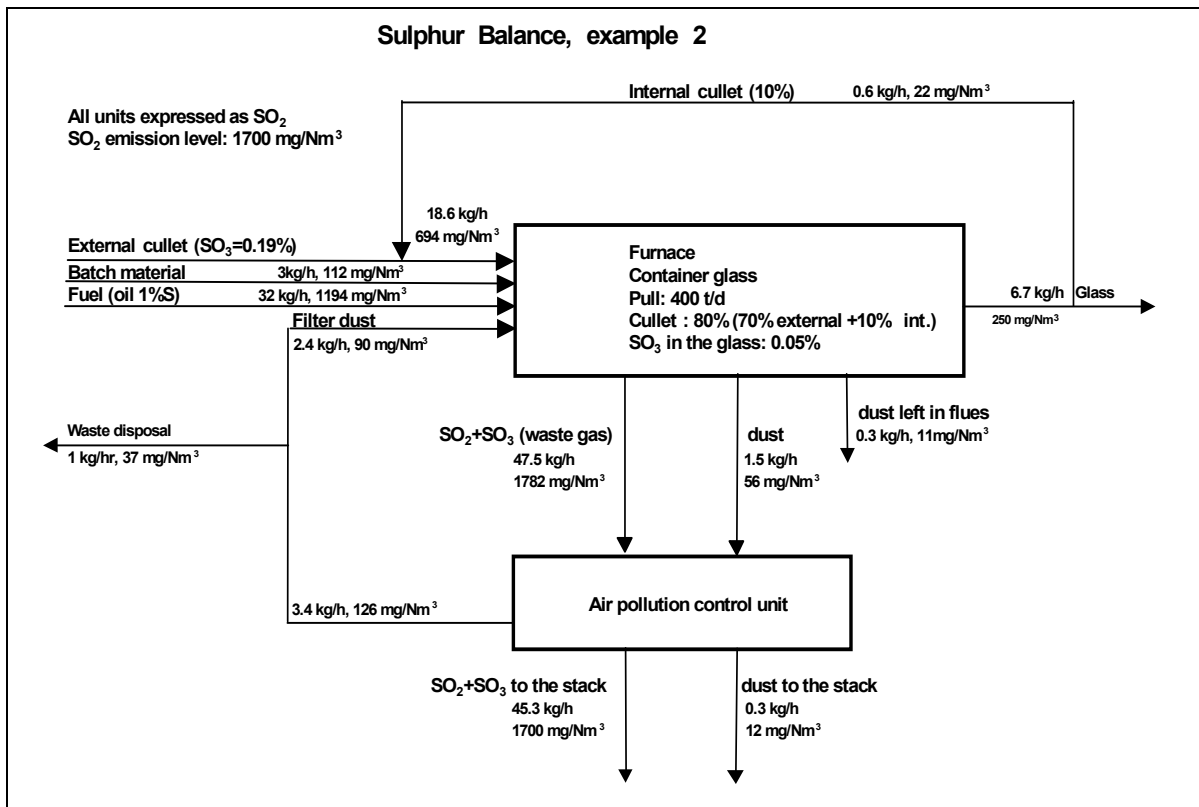 Sulphur Balance, example 2
Internal cullet (10%) 0.6 kg/h, 22 mg/Nm³
All units expressed as SO₂
SO₂ emission level: 1700 mg/Nm³
18.6 kg/h
694 mg/Nm³
External cullet (SO₃=0.19%)
Batch material 3kg/h, 112 mg/Nm³
Fuel (oil 1%S) 32 kg/h, 1194 mg/Nm³
Filter dust
2.4 kg/h, 90 mg/Nm³
Furnace
Container glass
Pull: 400 t/d
Cullet : 80% (70% external +10% int.)
SO₃ in the glass: 0.05%
6.7 kg/h Glass
250 mg/Nm³
Waste disposal
1 kg/hr, 37 mg/Nm³
SO₂+SO₃ (waste gas)
47.5 kg/h
1782 mg/Nm³
dust
1.5 kg/h
56 mg/Nm³
dust left in flues
0.3 kg/h, 11mg/Nm³
3.4 kg/h, 126 mg/Nm³
Air pollution control unit
SO₂+SO₃ to the stack
45.3 kg/h
1700 mg/Nm³
dust to the stack
0.3 kg/h
12 mg/Nm³